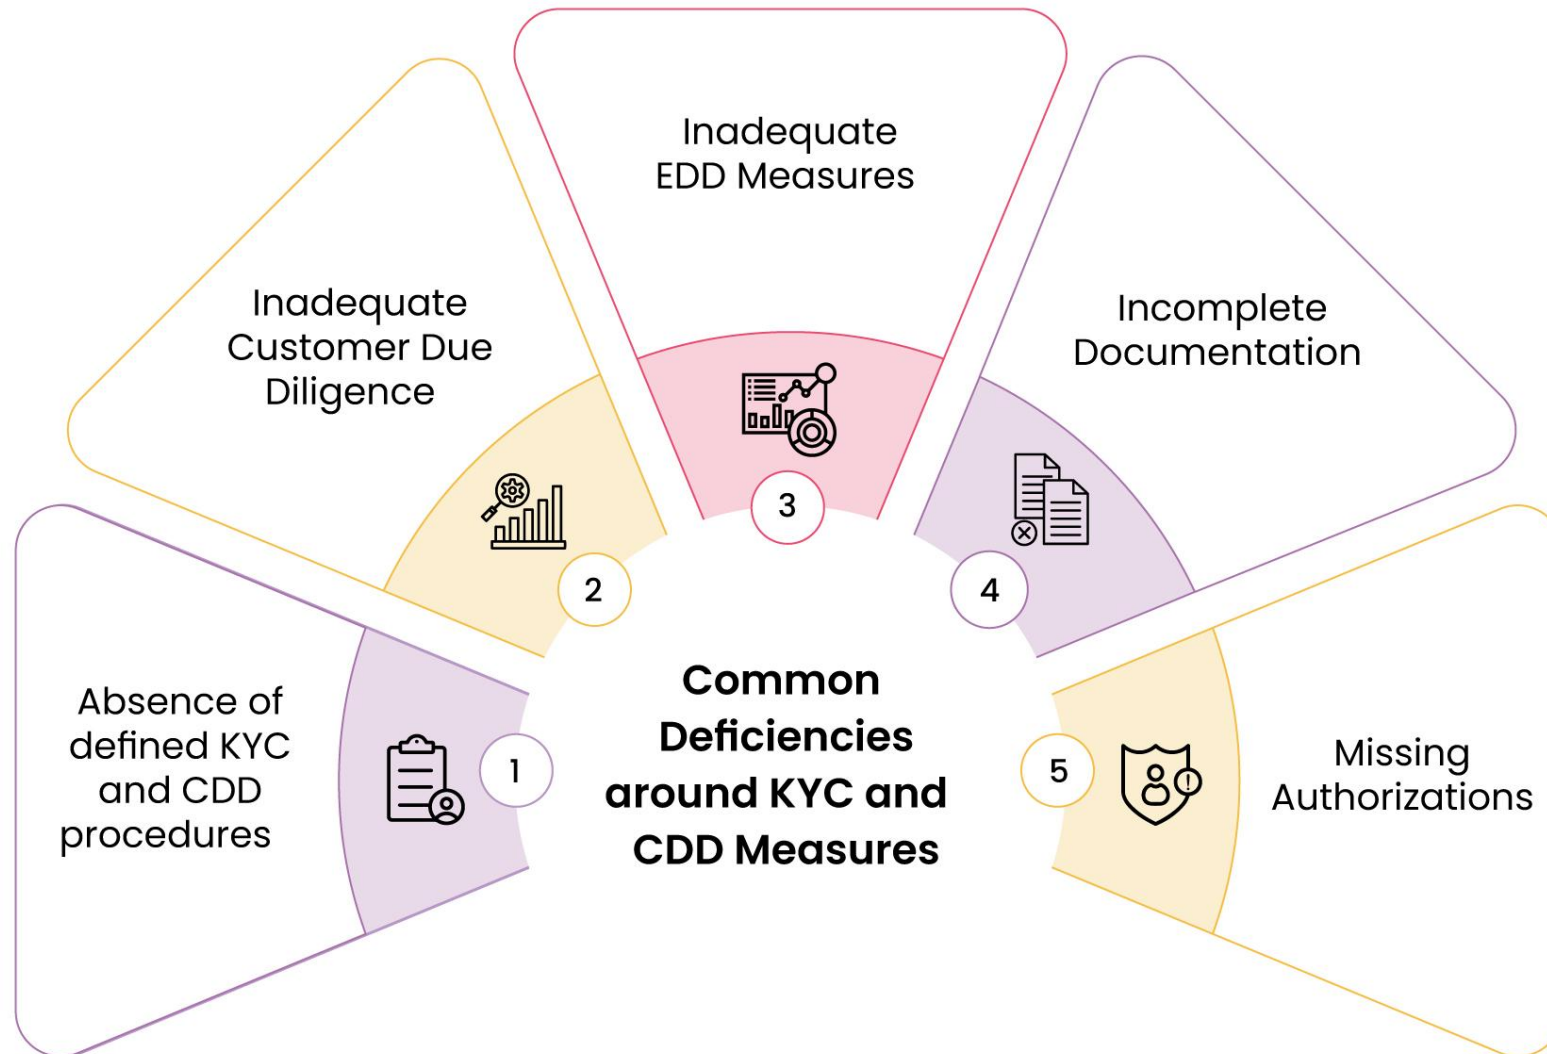 Common
Deficiencies
around KYC and
CDD Measures
1
Absence of
defined KYC
and CDD
procedures
2
Inadequate
Customer Due
Diligence
3
Inadequate
EDD Measures
4
Incomplete
Documentation
5
Missing
Authorizations